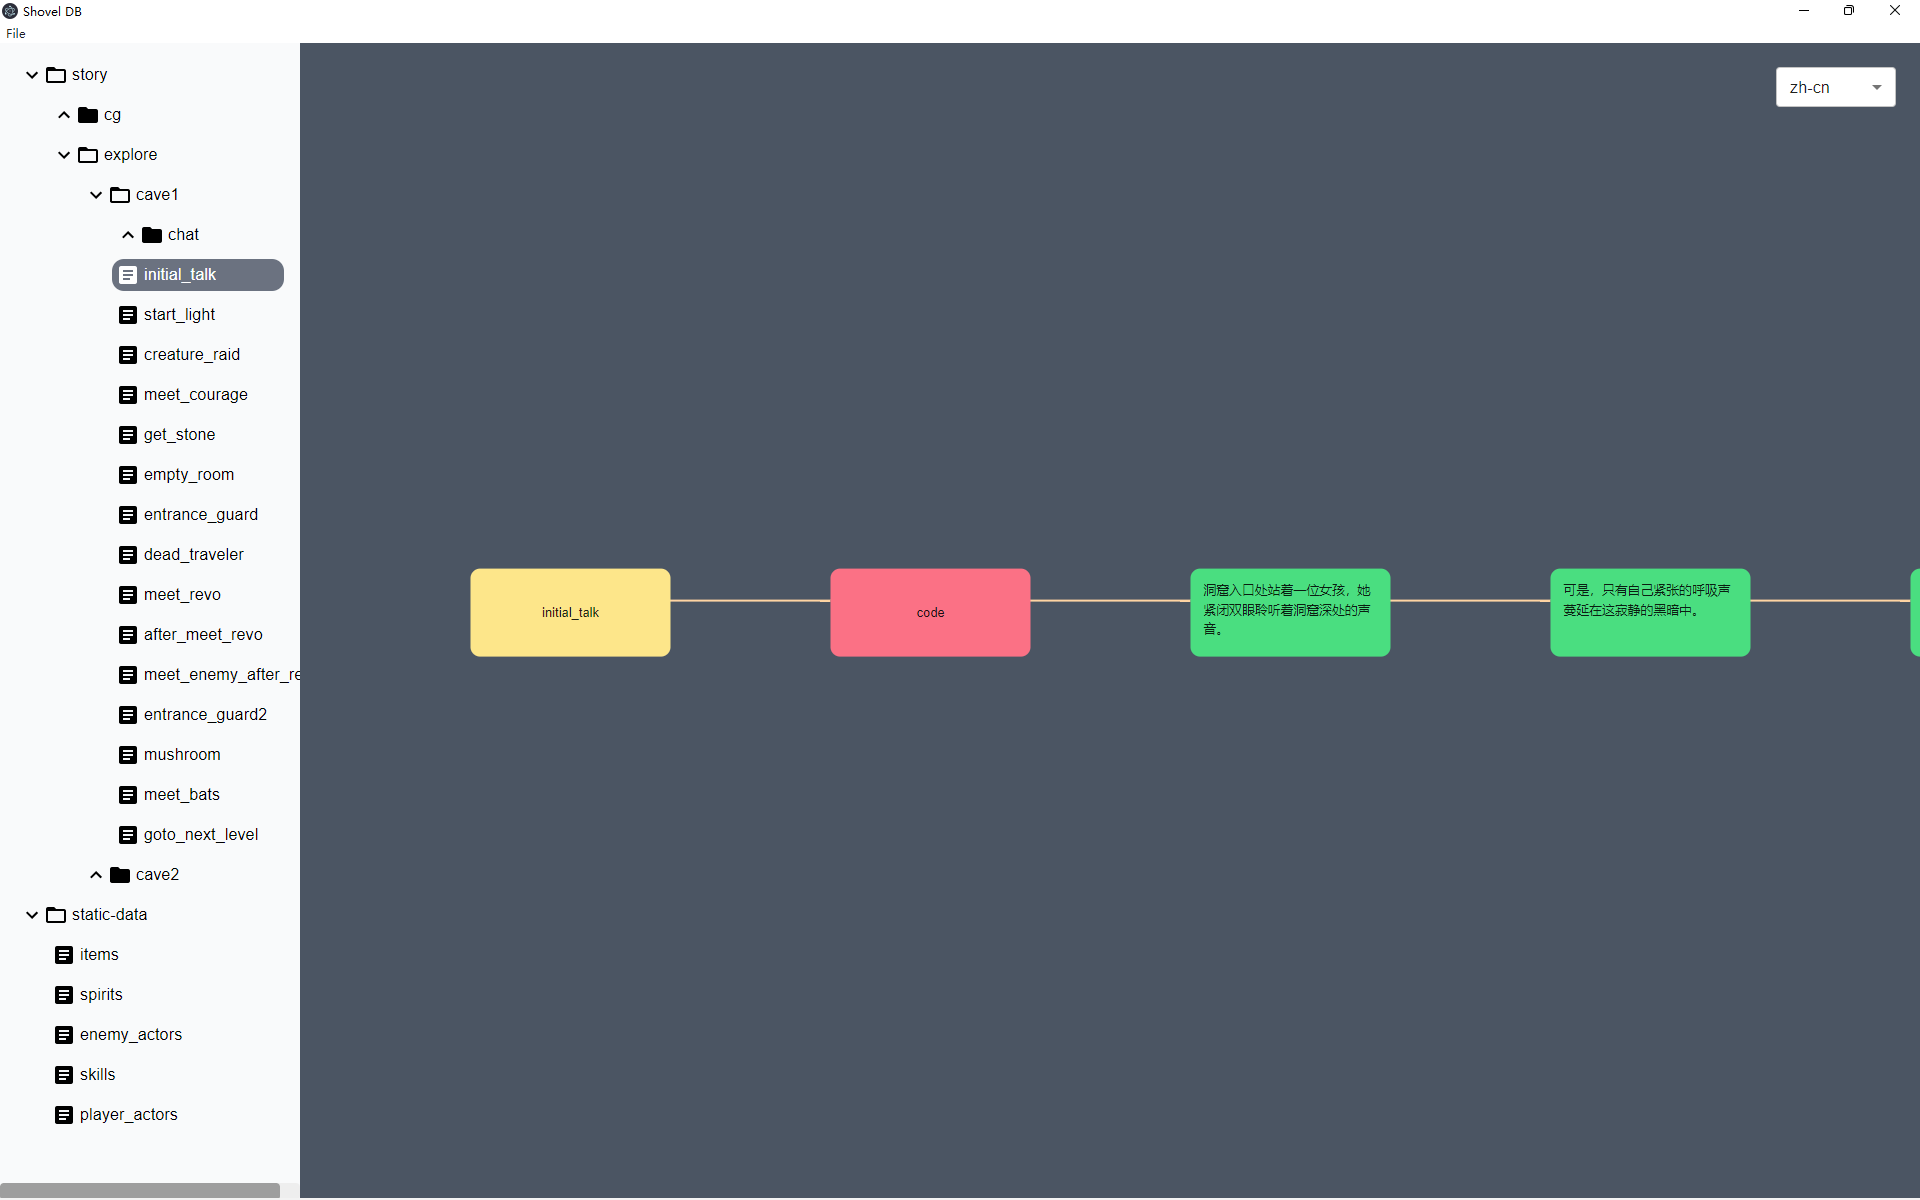 Shovel DB
File
story
cg
explore
cave1
chat
initial_talk
start_light
creature_raid
meet_courage
get_stone
empty_room
entrance_guard
dead_traveler
meet_revo
after_meet_revo
meet_enemy_after_re
entrance_guard2
mushroom
meet_bats
goto_next_level
cave2
static-data
items
spirits
enemy_actors
skills
player_actors
zh-cn
initial_talk
code
洞窟入口处站着一位女孩，她
紧闭双眼聆听着洞窟深处的声
音。
可是，只有自己紧张的呼吸声
蔓延在这寂静的黑暗中。